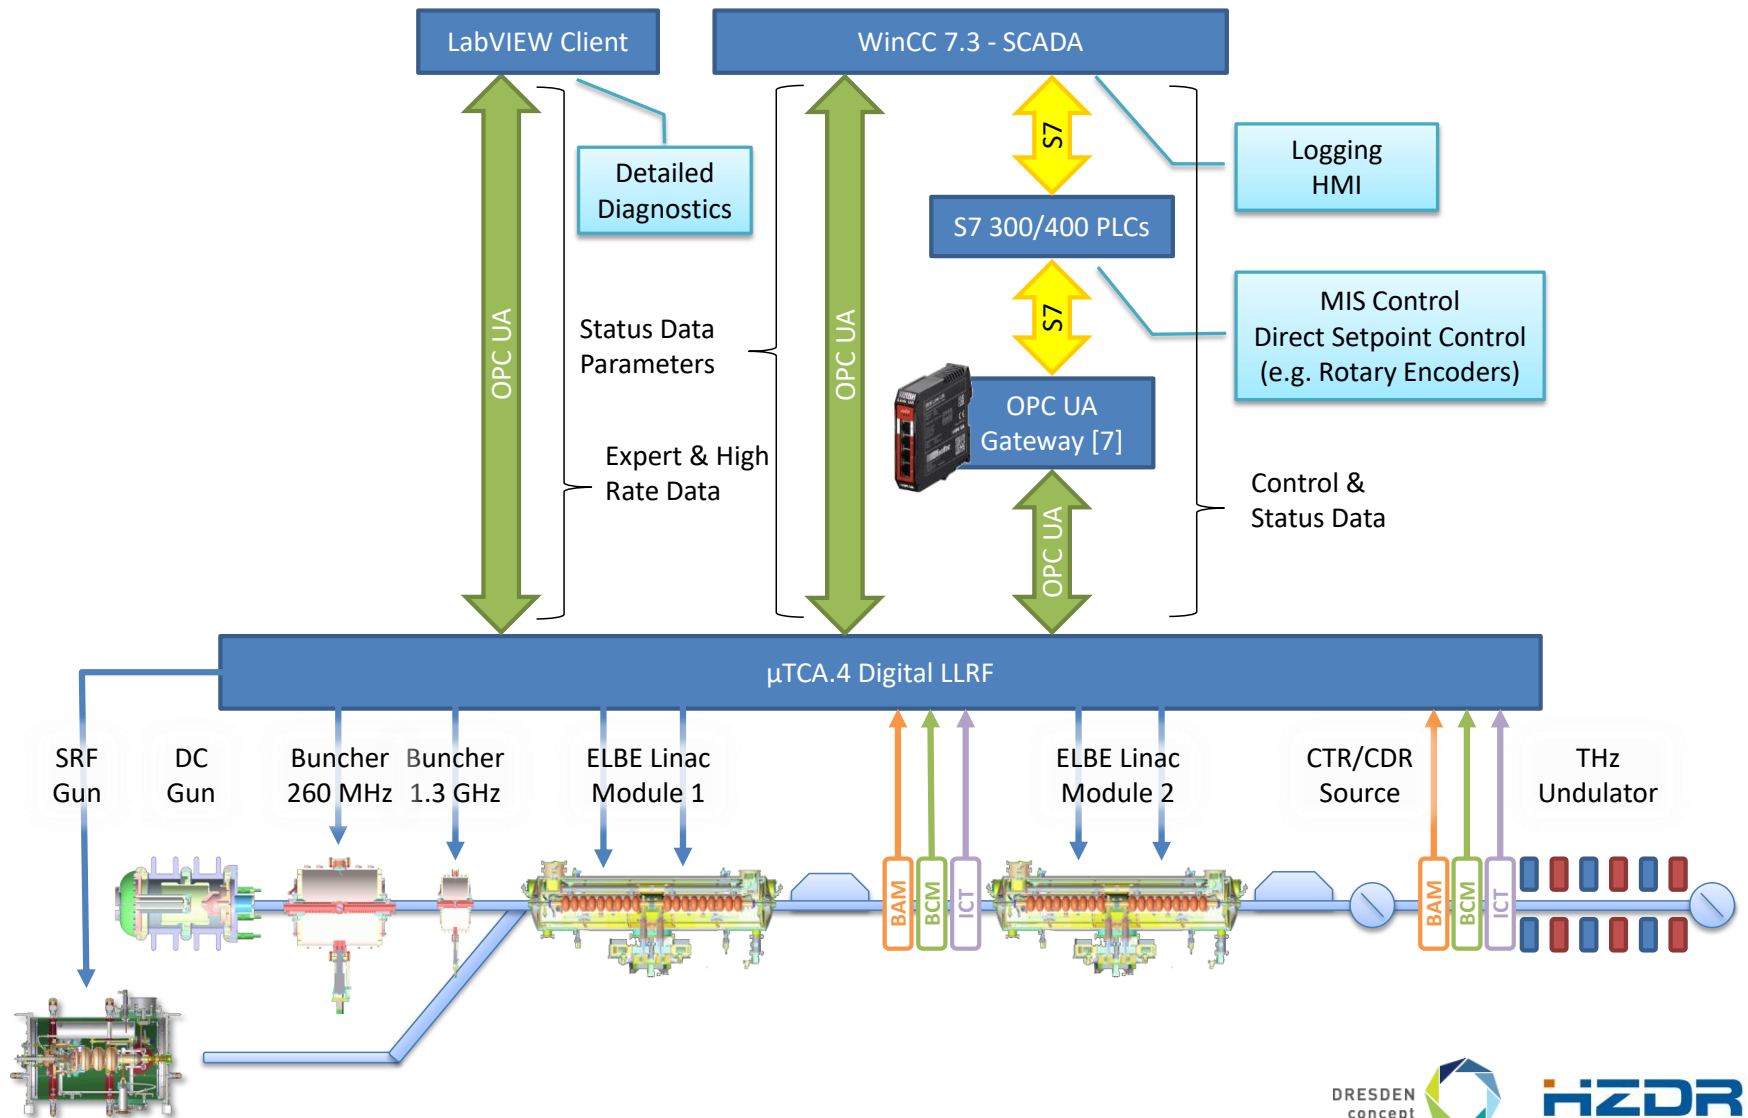 LabVIEW Client
WinCC 7.3 - SCADA
S7
Detailed
Diagnostics
Logging
HMI
S7 300/400 PLCs
OPC UA
OPC UA
Status Data
Parameters
S7
MIS Control
Direct Setpoint Control
(e.g. Rotary Encoders)
OPC UA
Gateway [7]
Expert & High
Rate Data
Control &
Status Data
OPC UA
µTCA.4 Digital LLRF
SRF
Gun
DC
Gun
Buncher
260 MHz
Buncher
1.3 GHz
ELBE Linac
Module 1
ELBE Linac
Module 2
CTR/CDR
Source
THz
Undulator
BAM
BCM
ICT
BAM
BCM
ICT
DRESDEN
concept
HZDR